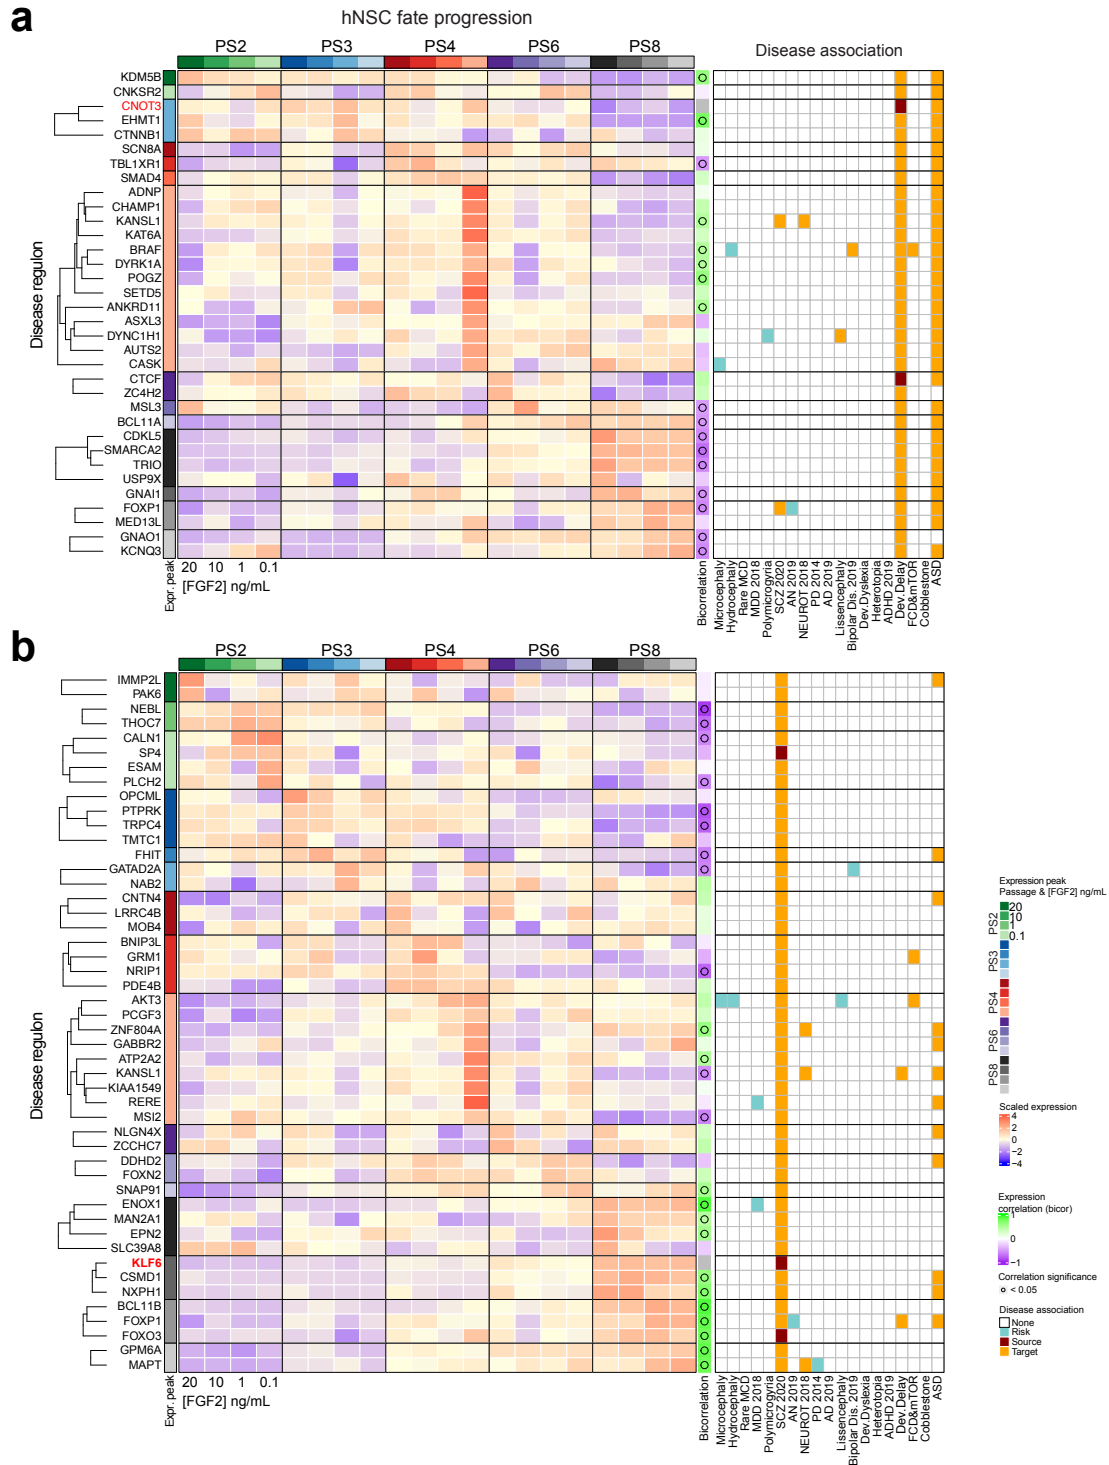 a
hNSC fate progression
PS2
PS3
PS4
PS6
PS8
Disease association
Disease regulon
KDM5B
CNKSR2
CNOT3
EHMT1
CTNNB1
SCN8A
TBL1XR1
SMAD4
ADNP
CHAMP1
KANSL1
KAT6A
BRAF
DYRK1A
POGZ
SETD5
ANKRD11
ASXL3
DYNC1H1
AUTS2
CASK
CTCF
ZC4H2
MSL3
BCL11A
CDKL5
SMARCA2
TRIO
USP9X
GNAI1
FOXP1
MED13L
GNAO1
KCNQ3
Expr. peak
20 10 1 0.1
[FGF2] ng/mL
Bicorrelation
Microcephaly
Hydrocephaly
Rare MCD
MDD 2018
Polymicrogyria
SCZ 2020
AN 2019
NEUROT 2018
PD 2014
AD 2019
Lissencephaly
Bipolar Dis. 2019
Dev.Dyslexia
Heterotopia
ADHD 2019
Dev.Delay
FCD&mTOR
Cobblestone
ASD
b
PS2
PS3
PS4
PS6
PS8
Disease regulon
IMMP2L
PAK6
NEBL
THOC7
CALN1
SP4
ESAM
PLCH2
OPCML
PTPRK
TRPC4
TMTC1
FHIT
GATAD2A
NAB2
CNTN4
LRRC4B
MOB4
BNIP3L
GRM1
NRIP1
PDE4B
AKT3
PCGF3
ZNF804A
GABBR2
ATP2A2
KANSL1
KIAA1549
RERE
MSI2
NLGN4X
ZCCHC7
DDHD2
FOXN2
SNAP91
ENOX1
MAN2A1
EPN2
SLC39A8
KLF6
CSMD1
NXPH1
BCL11B
FOXP1
FOXO3
GPM6A
MAPT
Expr. peak
20 10 1 0.1
[FGF2] ng/mL
Bicorrelation
Microcephaly
Hydrocephaly
Rare MCD
MDD 2018
Polymicrogyria
SCZ 2020
AN 2019
NEUROT 2018
PD 2014
AD 2019
Lissencephaly
Bipolar Dis. 2019
Dev.Dyslexia
Heterotopia
ADHD 2019
Dev.Delay
FCD&mTOR
Cobblestone
ASD
Expression peak
Passage & [FGF2] ng/mL
PS2
20
10
1
0.1
PS3
PS4
PS6
PS8
Scaled expression
4
2
0
−2
−4
Expression
correlation (bicor)
1
0
−1
Correlation significance
< 0.05
Disease association
None
Risk
Source
Target